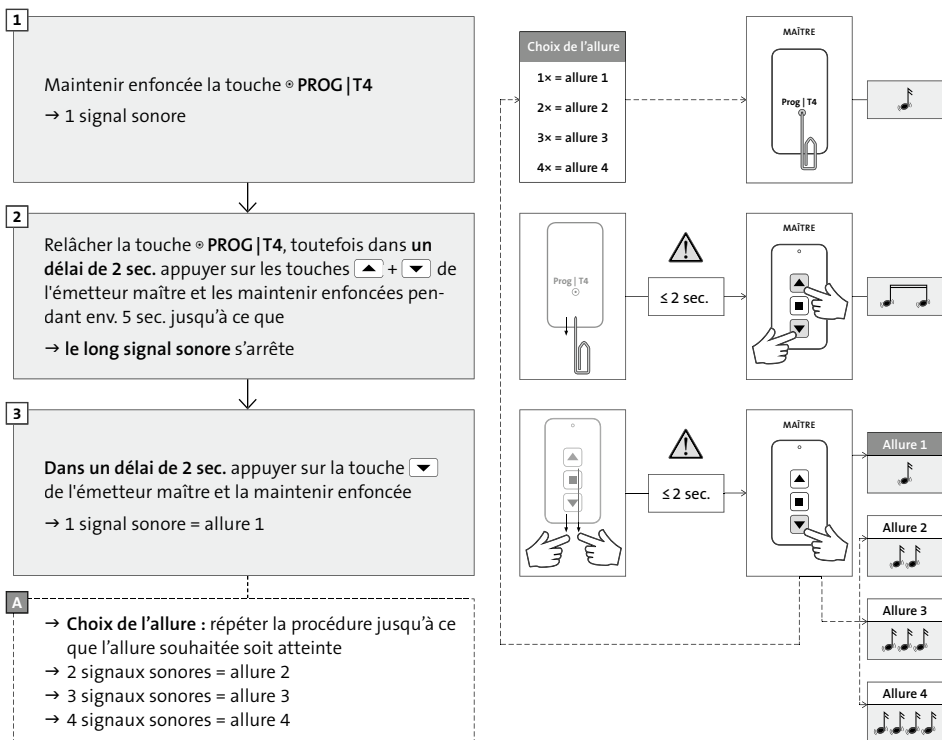 1
Maintenir enfoncée la touche PROG|T4
→ 1 signal sonore
2
Relâcher la touche PROG|T4, toutefois dans un
délai de 2 sec. appuyer sur les touches ▲ + ▼ de
l'émetteur maître et les maintenir enfoncées pen-
dant env. 5 sec. jusqu'à ce que
→ le long signal sonore s'arrête
3
Dans un délai de 2 sec. appuyer sur la touche ▼
de l'émetteur maître et la maintenir enfoncée
→ 1 signal sonore = allure 1
A
→ Choix de l'allure : répéter la procédure jusqu'à ce
que l'allure souhaitée soit atteinte
→ 2 signaux sonores = allure 2
→ 3 signaux sonores = allure 3
→ 4 signaux sonores = allure 4
Choix de l'allure
1× = allure 1
2× = allure 2
3× = allure 3
4× = allure 4
MAÎTRE
Prog | T4
Prog | T4
≤ 2 sec.
MAÎTRE
≤ 2 sec.
MAÎTRE
Allure 1
Allure 2
Allure 3
Allure 4